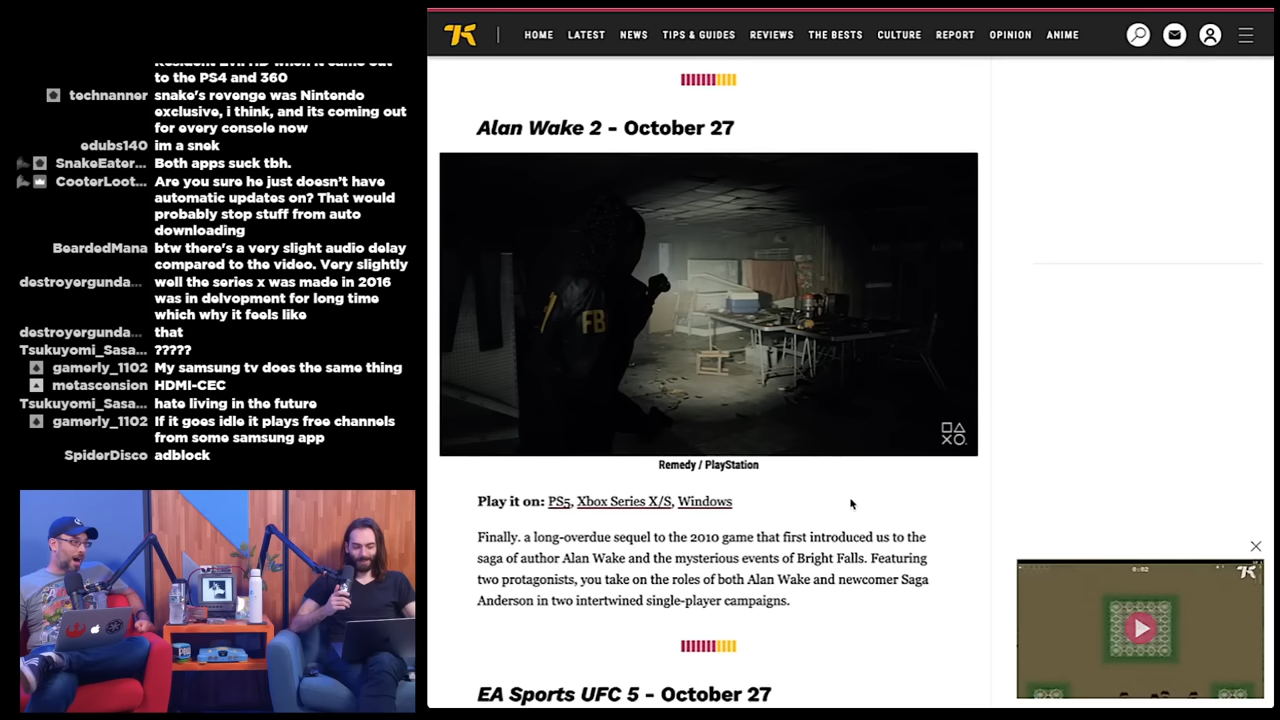 to the PS4 and 360
technanner snake's revenge was Nintendo
exclusive, i think, and its coming out
for every console now
edubs140 im a snek
SnakeEater... Both apps suck tbh.
CooterLoot... Are you sure he just doesn't have
automatic updates on? That would
probably stop stuff from auto
downloading
BeardedMana btw there's a very slight audio delay
compared to the video. Very slightly
destroyergunda... well the series x was made in 2016
was in delvopment for long time
which why it feels like
destroyergunda... that
Tsukuyomi_Sasa... ?????
gamerly_1102 My samsung tv does the same thing
metascension HDMI-CEC
Tsukuyomi_Sasa... hate living in the future
gamerly_1102 If it goes idle it plays free channels
from some samsung app
SpiderDisco adblock
HOME LATEST NEWS TIPS & GUIDES REVIEWS THE BESTS CULTURE REPORT OPINION ANIME
Alan Wake 2 - October 27
FB
Remedy / PlayStation
Play it on: PS5, Xbox Series X/S, Windows
Finally. a long-overdue sequel to the 2010 game that first introduced us to the
saga of author Alan Wake and the mysterious events of Bright Falls. Featuring
two protagonists, you take on the roles of both Alan Wake and newcomer Saga
Anderson in two intertwined single-player campaigns.
EA Sports UFC 5 - October 27
0:02